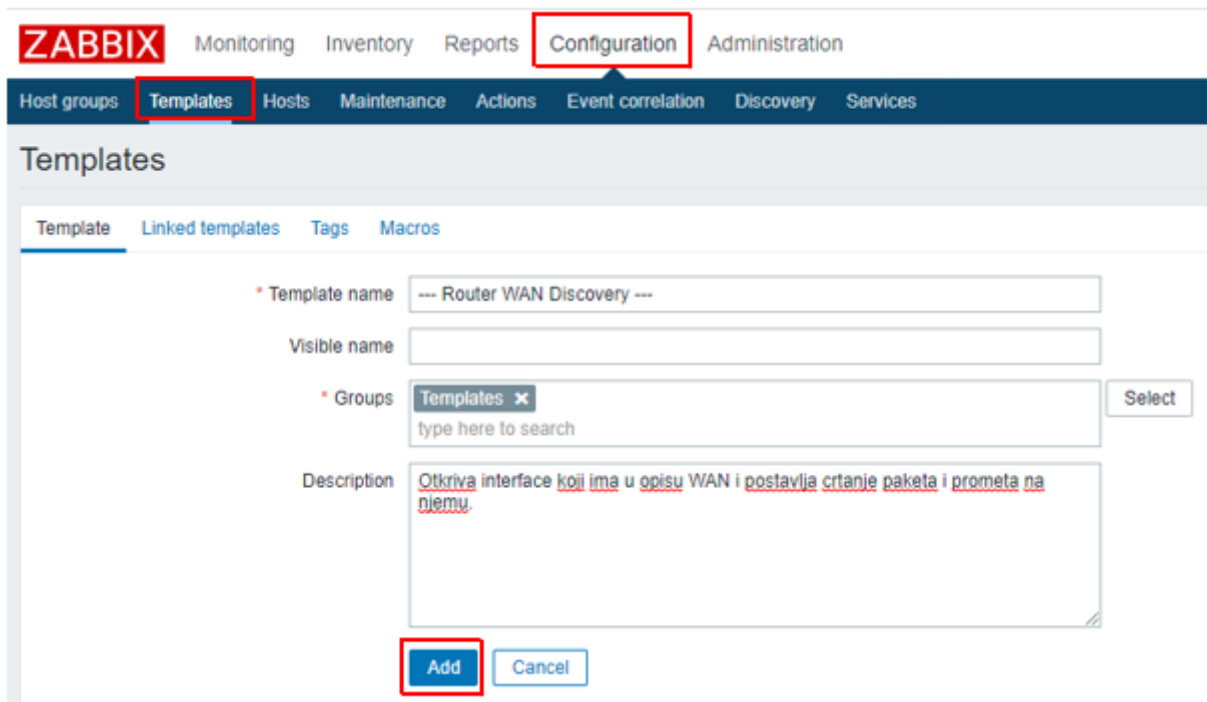 ZABBIX Monitoring Inventory Reports Configuration Administration
Host groups Templates Hosts Maintenance Actions Event correlation Discovery Services
Templates
Template Linked templates Tags Macros
* Template name --- Router WAN Discovery ---
Visible name
* Groups Templates ✕ Select
type here to search
Description Otkriva interface koji ima u opisu WAN i postavlja crtanje paketa i prometa na
njemu.
Add Cancel